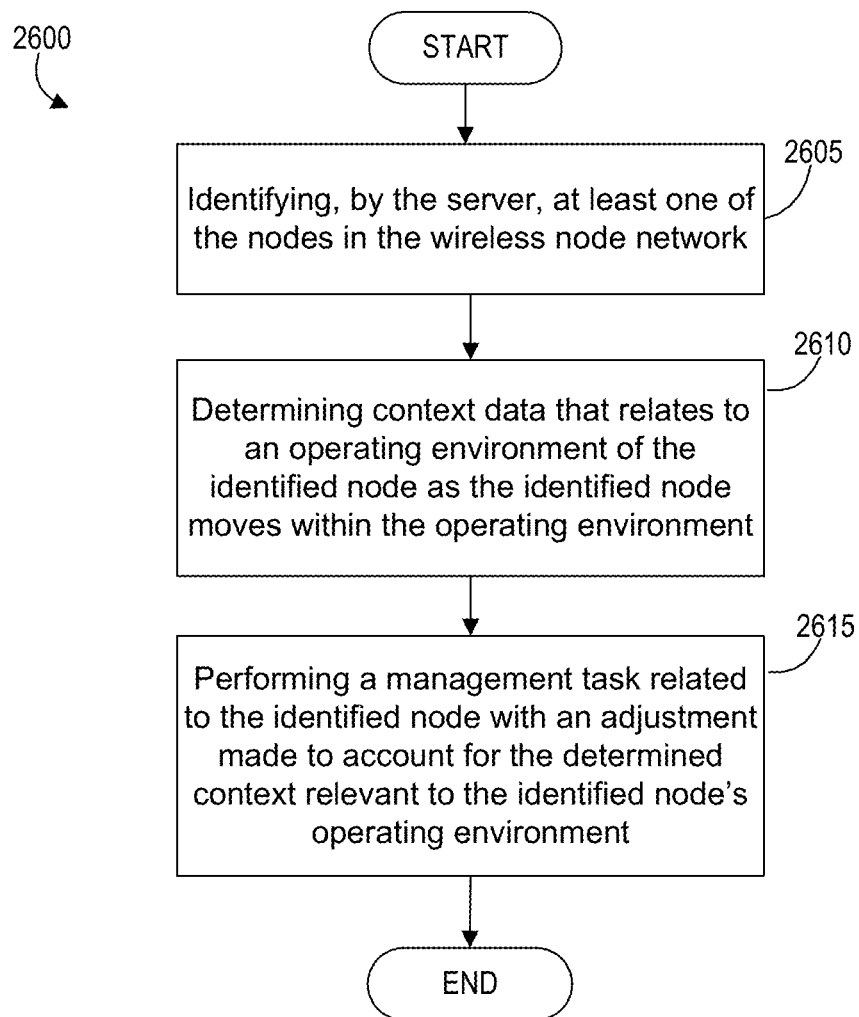 2600
START
2605
Identifying, by the server, at least one of
the nodes in the wireless node network
2610
Determining context data that relates to
an operating environment of the
identified node as the identified node
moves within the operating environment
2615
Performing a management task related
to the identified node with an adjustment
made to account for the determined
context relevant to the identified node's
operating environment
END